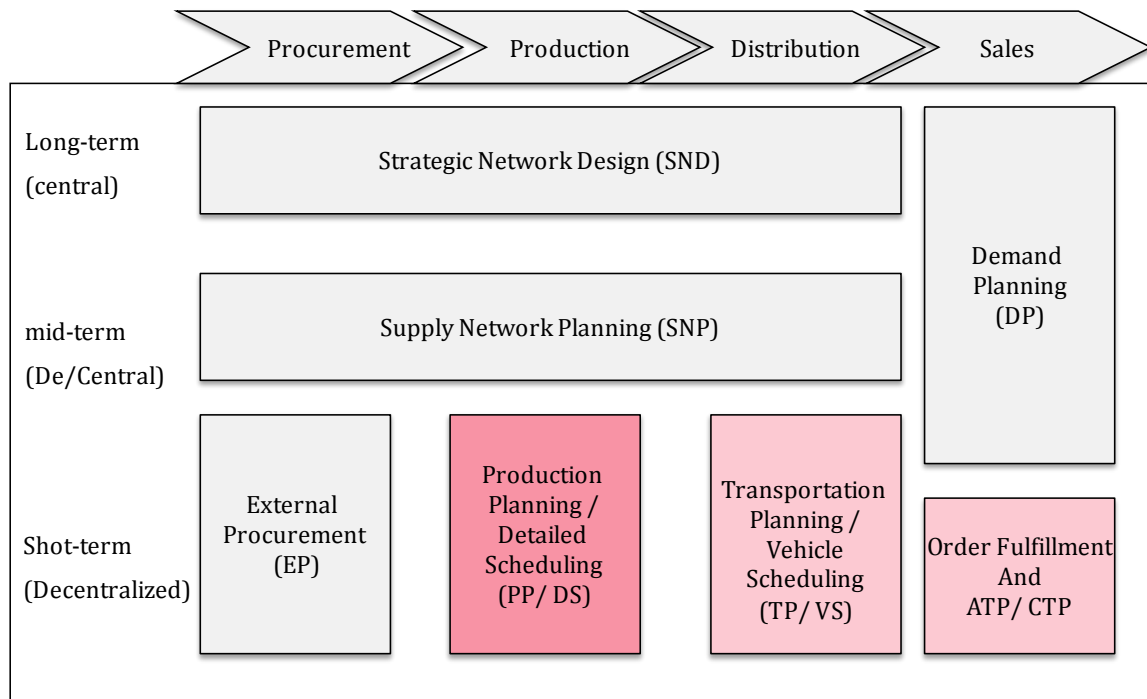 Procurement
Production
Distribution
Sales
Long-term
(central)
Strategic Network Design (SND)
Demand
Planning
(DP)
mid-term
(De/Central)
Supply Network Planning (SNP)
Shot-term
(Decentralized)
External
Procurement
(EP)
Production
Planning /
Detailed
Scheduling
(PP/ DS)
Transportation
Planning /
Vehicle
Scheduling
(TP/ VS)
Order Fulfillment
And
ATP/ CTP